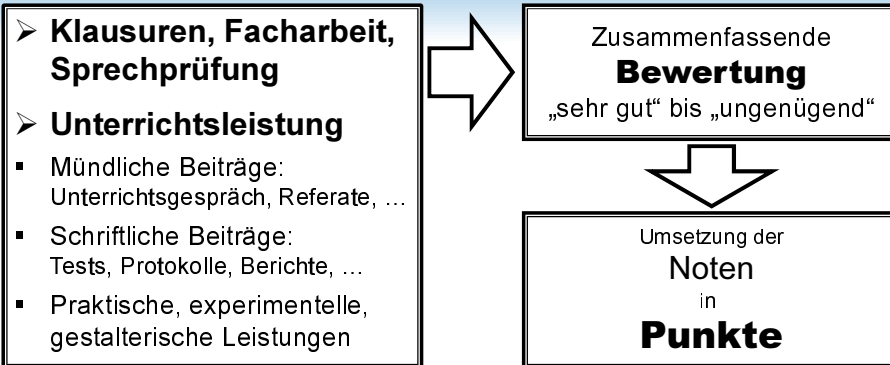 ➢ Klausuren, Facharbeit,
Sprechprüfung
➢ Unterrichtsleistung
▪ Mündliche Beiträge:
Unterrichtsgespräch, Referate, …
▪ Schriftliche Beiträge:
Tests, Protokolle, Berichte, …
▪ Praktische, experimentelle,
gestalterische Leistungen
Zusammenfassende
Bewertung
„sehr gut“ bis „ungenügend“
Umsetzung der
Noten
in
Punkte